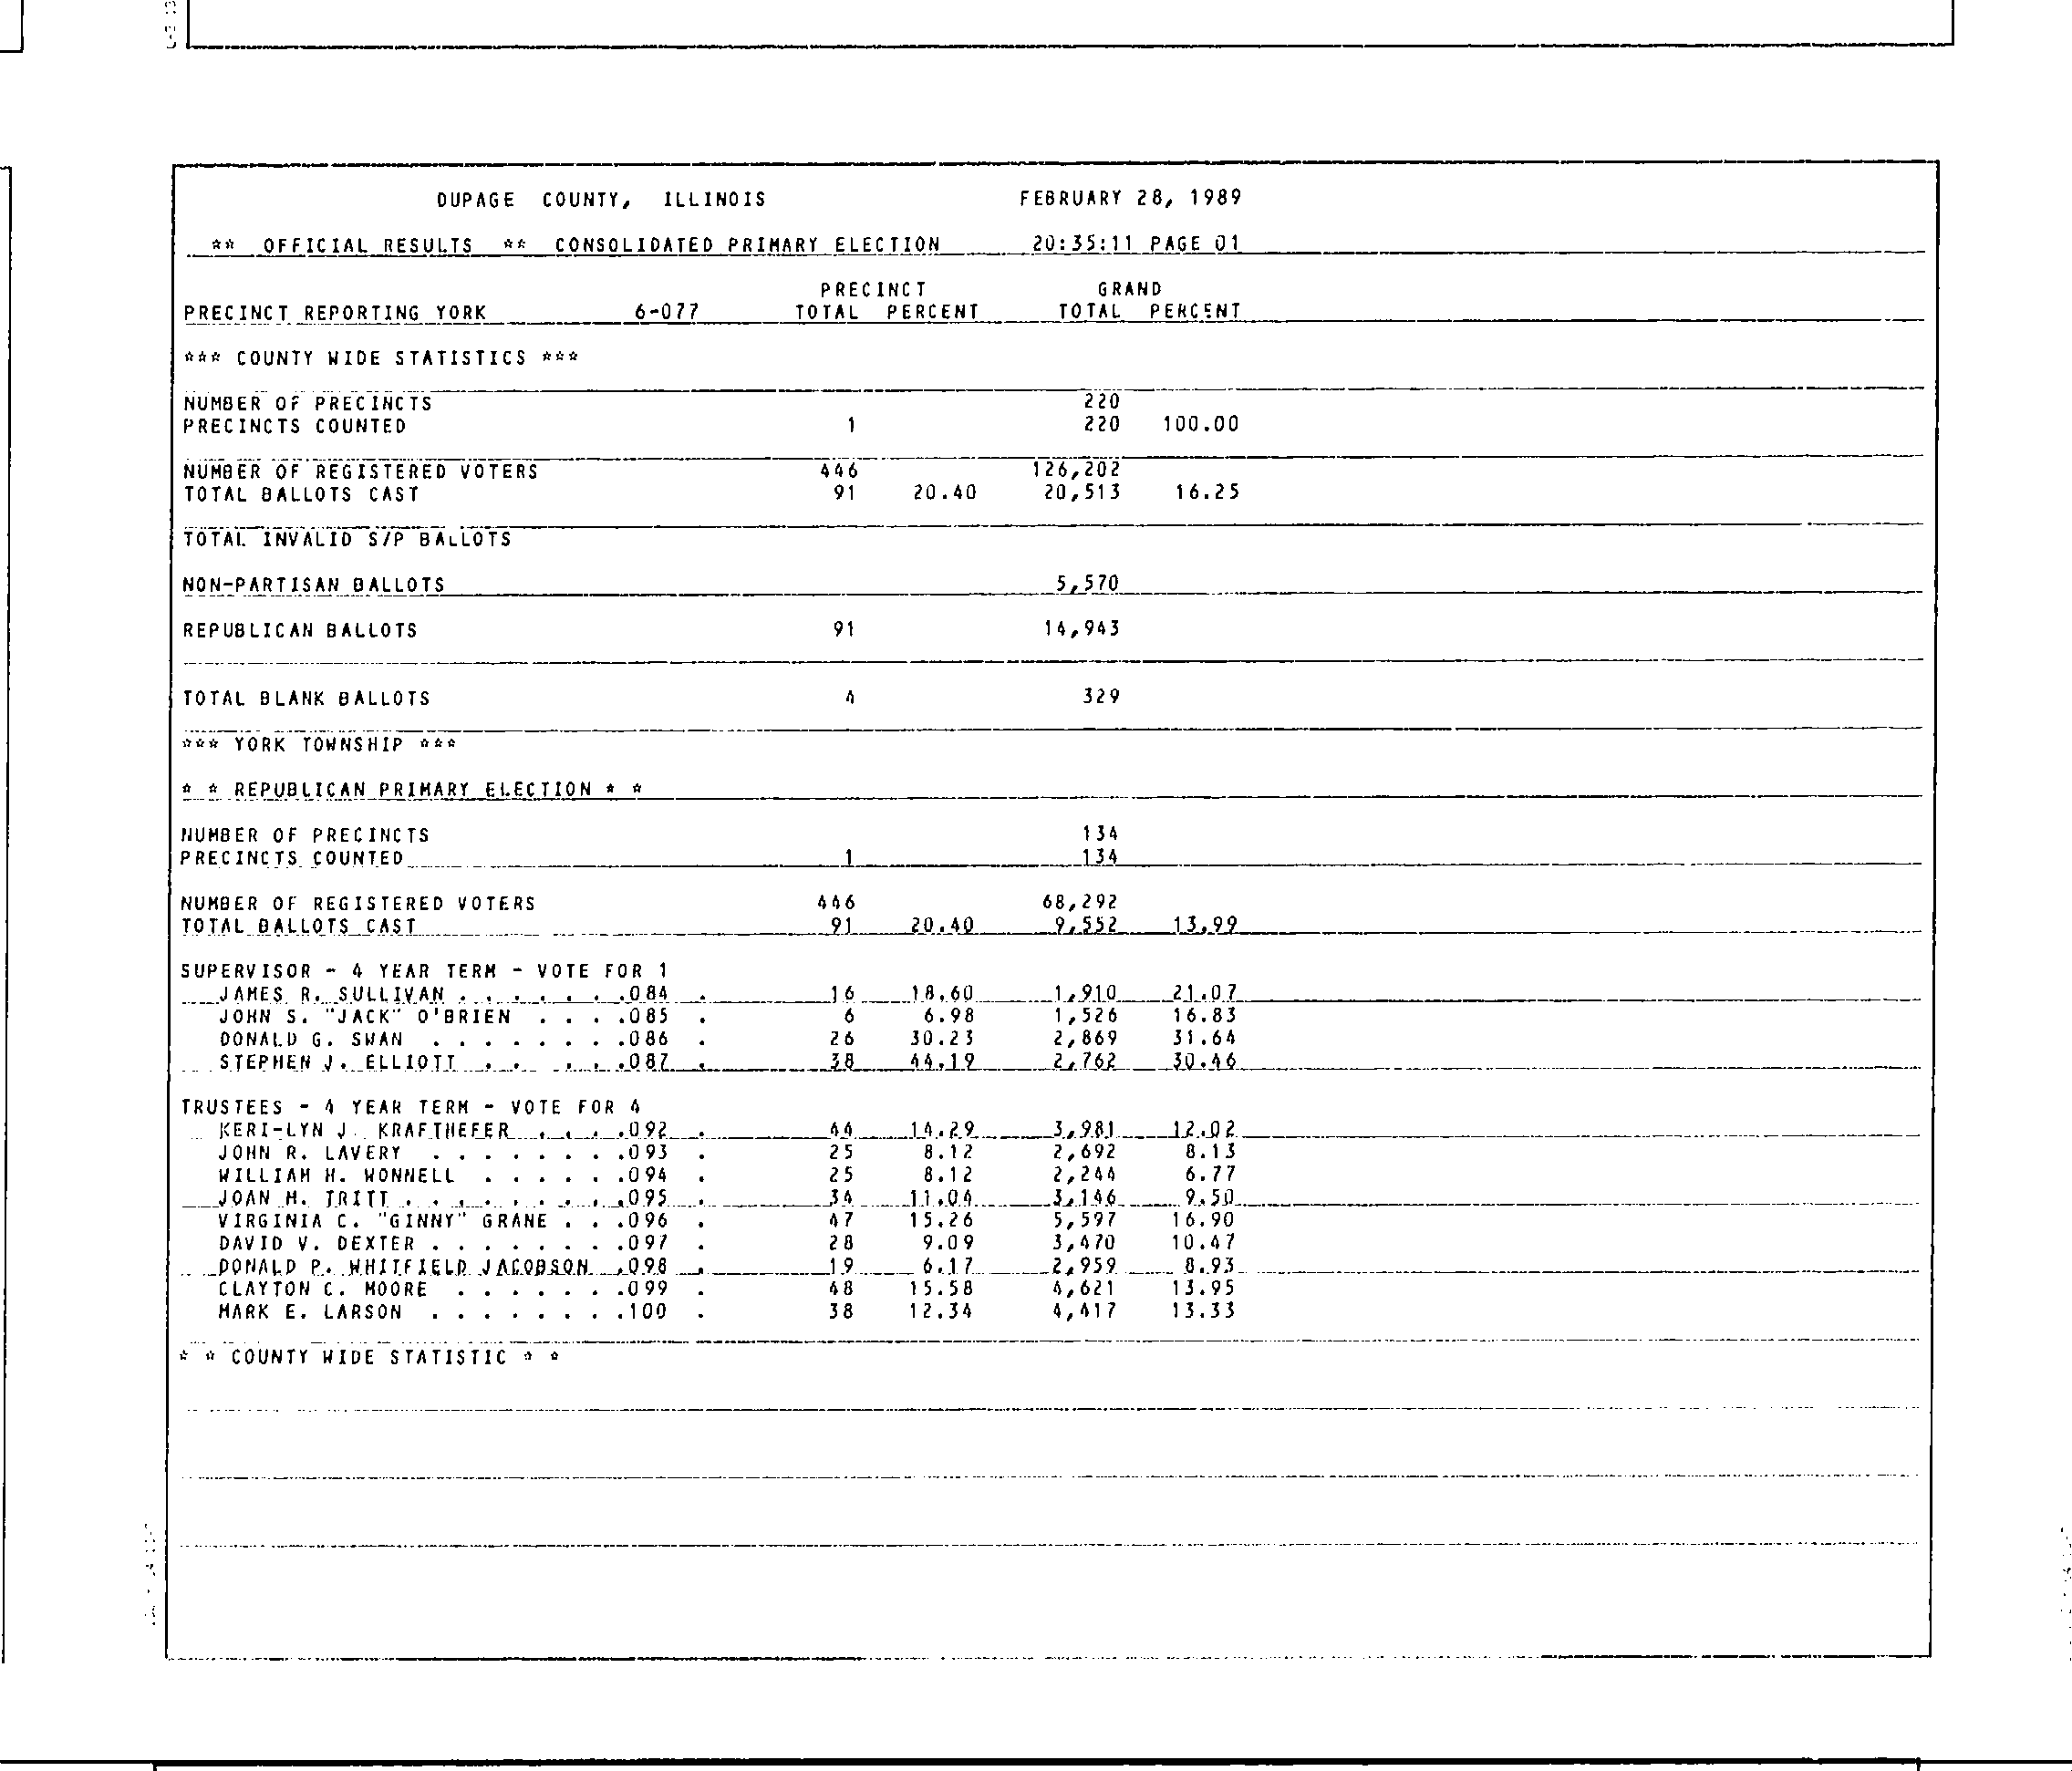 DUPAGE COUNTY, ILLINOIS FEBRUARY 28, 1989
** OFFICIAL RESULTS ** CONSOLIDATED PRIMARY ELECTION 20:35:11 PAGE 01
PRECINCT GRAND
PRECINCT REPORTING YORK 6-077 TOTAL PERCENT TOTAL PERCENT
*** COUNTY WIDE STATISTICS ***
NUMBER OF PRECINCTS 220
PRECINCTS COUNTED 1 220 100.00
NUMBER OF REGISTERED VOTERS 446 126,202
TOTAL BALLOTS CAST 91 20.40 20,513 16.25
TOTAL INVALID S/P BALLOTS
NON-PARTISAN BALLOTS 5,570
REPUBLICAN BALLOTS 91 14,943
TOTAL BLANK BALLOTS 4 329
*** YORK TOWNSHIP ***
* * REPUBLICAN PRIMARY ELECTION * *
NUMBER OF PRECINCTS 134
PRECINCTS COUNTED 1 134
NUMBER OF REGISTERED VOTERS 446 68,292
TOTAL BALLOTS CAST 91 20.40 9,552 13.99
SUPERVISOR - 4 YEAR TERM - VOTE FOR 1
JAMES R. SULLIVAN . . . . . . .084 . 16 18.60 1,910 21.07
JOHN S. "JACK" O'BRIEN . . . .085 . 6 6.98 1,526 16.83
DONALD G. SWAN . . . . . . . .086 . 26 30.23 2,869 31.64
STEPHEN J. ELLIOTT . . . . . .087 . 38 44.19 2,762 30.46
TRUSTEES - 4 YEAR TERM - VOTE FOR 4
KERI-LYN J. KRAFTHEFER . . . .092 . 44 14.29 3,981 12.02
JOHN R. LAVERY . . . . . . . .093 . 25 8.12 2,692 8.13
WILLIAM H. WONNELL . . . . . .094 . 25 8.12 2,244 6.77
JOAN M. TRITT . . . . . . . . .095 . 34 11.04 3,146 9.50
VIRGINIA C. "GINNY" GRANE . . .096 . 47 15.26 5,597 16.90
DAVID V. DEXTER . . . . . . . .097 . 28 9.09 3,470 10.47
DONALD P. WHITFIELD JACOBSON .098 . 19 6.17 2,959 8.93
CLAYTON C. MOORE . . . . . . .099 . 48 15.58 4,621 13.95
MARK E. LARSON . . . . . . . .100 . 38 12.34 4,417 13.33
* * COUNTY WIDE STATISTIC * *